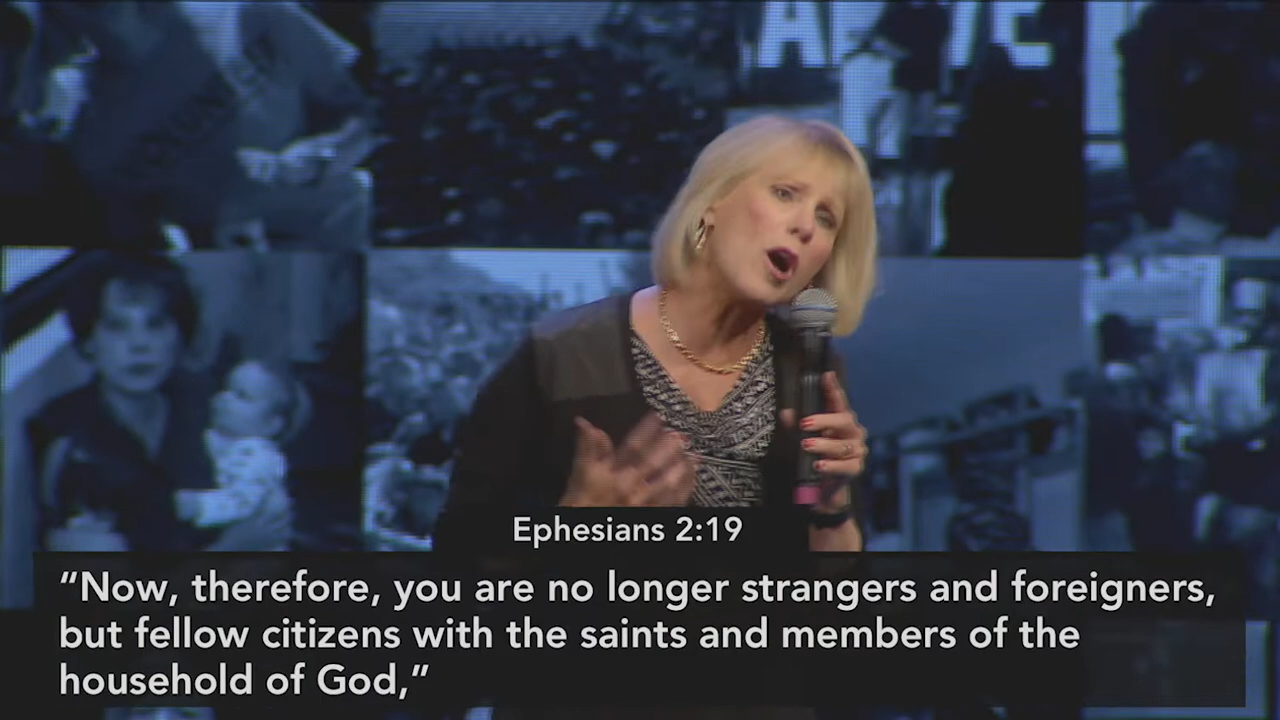 Ephesians 2:19
“Now, therefore, you are no longer strangers and foreigners,
but fellow citizens with the saints and members of the
household of God,”